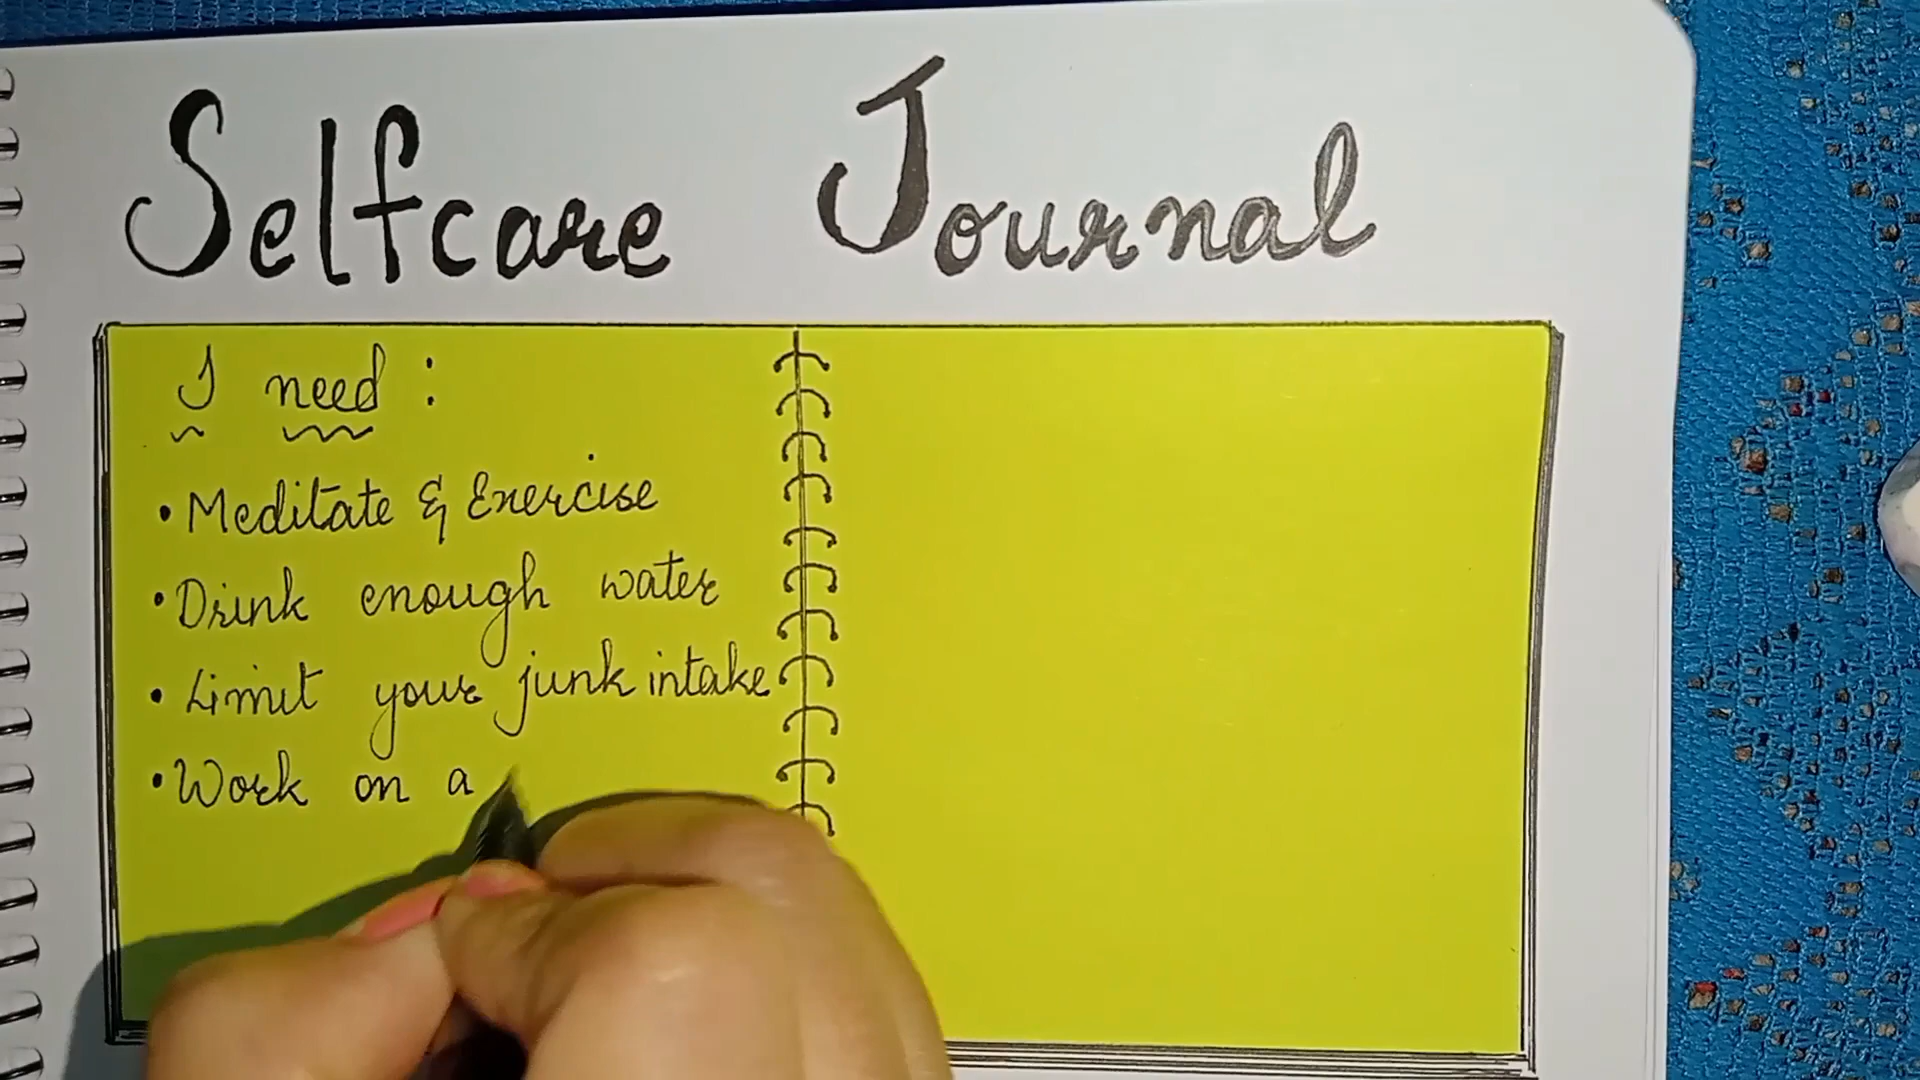 Selfcare Journal
I need :
• Meditate & Exercise
• Drink enough water
• Limit your junk intake
• Work on a